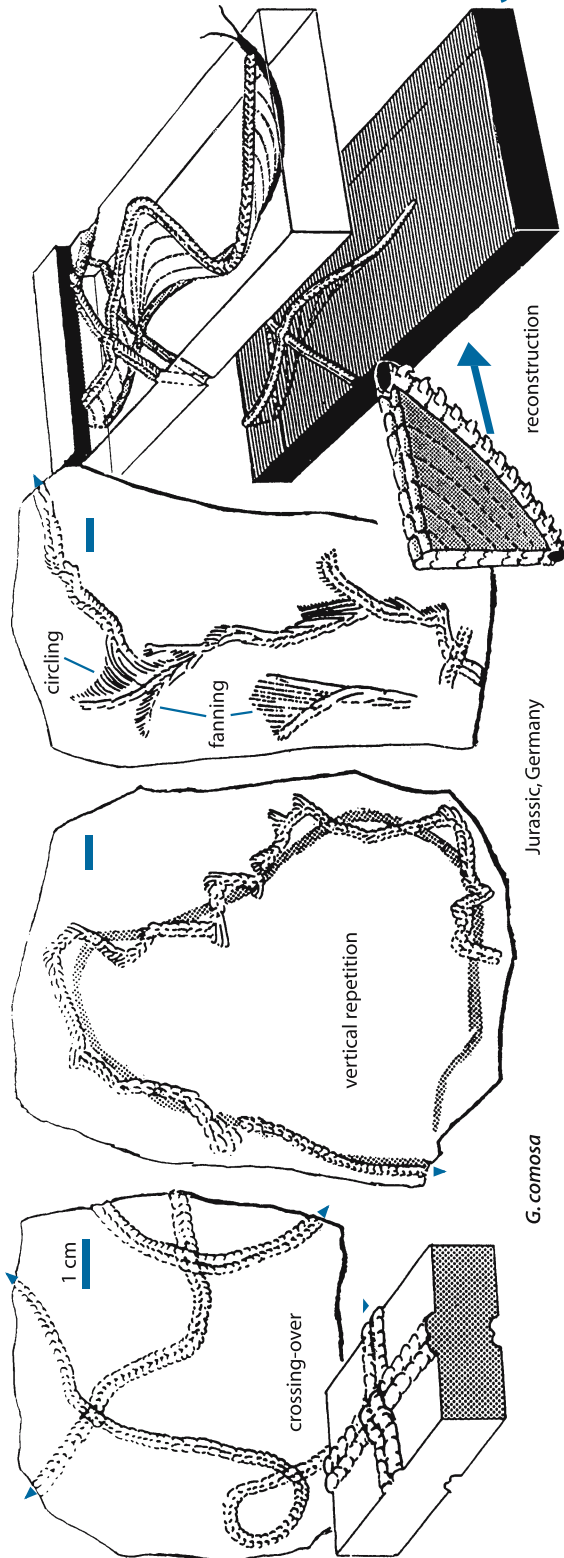 1 cm
crossing-over
vertical repetition
circling
fanning
reconstruction
G. comosa
Jurassic, Germany